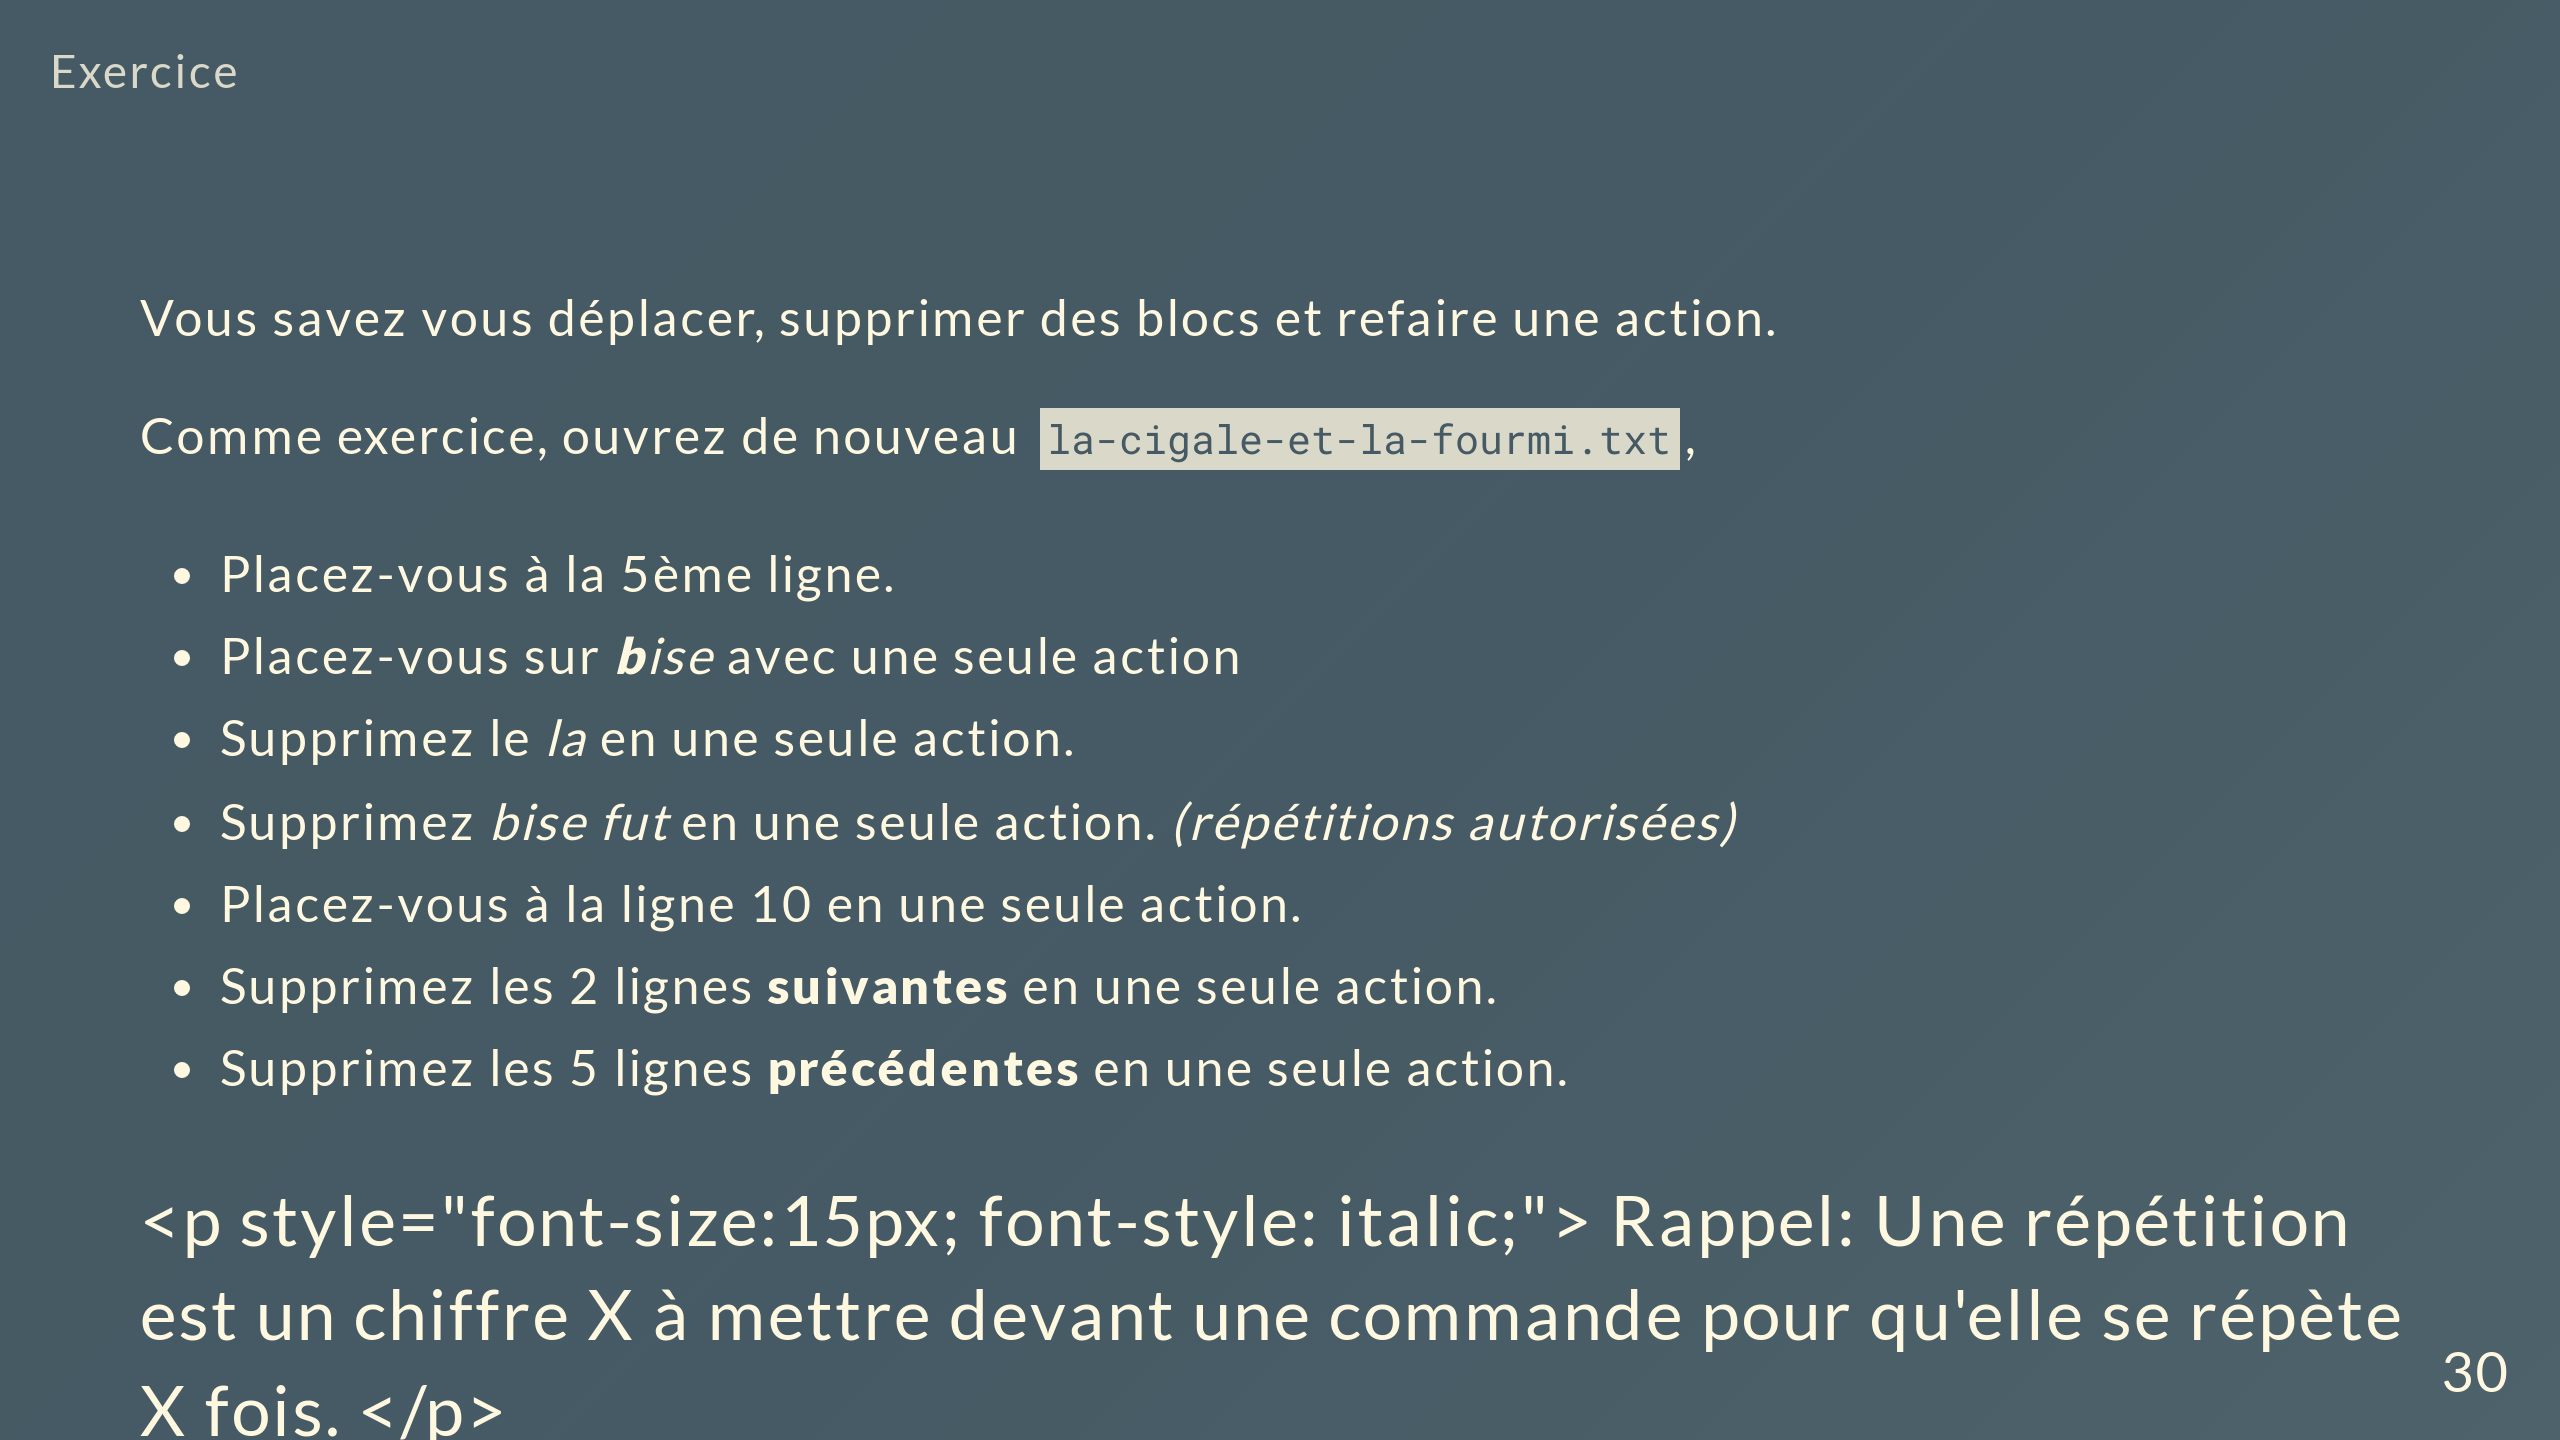 Exercice
Vous savez vous déplacer, supprimer des blocs et refaire une action.
Comme exercice, ouvrez de nouveau la-cigale-et-la-fourmi.txt,
• Placez-vous à la 5ème ligne.
• Placez-vous sur bise avec une seule action
• Supprimez le la en une seule action.
• Supprimez bise fut en une seule action. (répétitions autorisées)
• Placez-vous à la ligne 10 en une seule action.
• Supprimez les 2 lignes suivantes en une seule action.
• Supprimez les 5 lignes précédentes en une seule action.
<p style="font-size:15px; font-style: italic;"> Rappel: Une répétition
est un chiffre X à mettre devant une commande pour qu'elle se répète
X fois. </p>
30